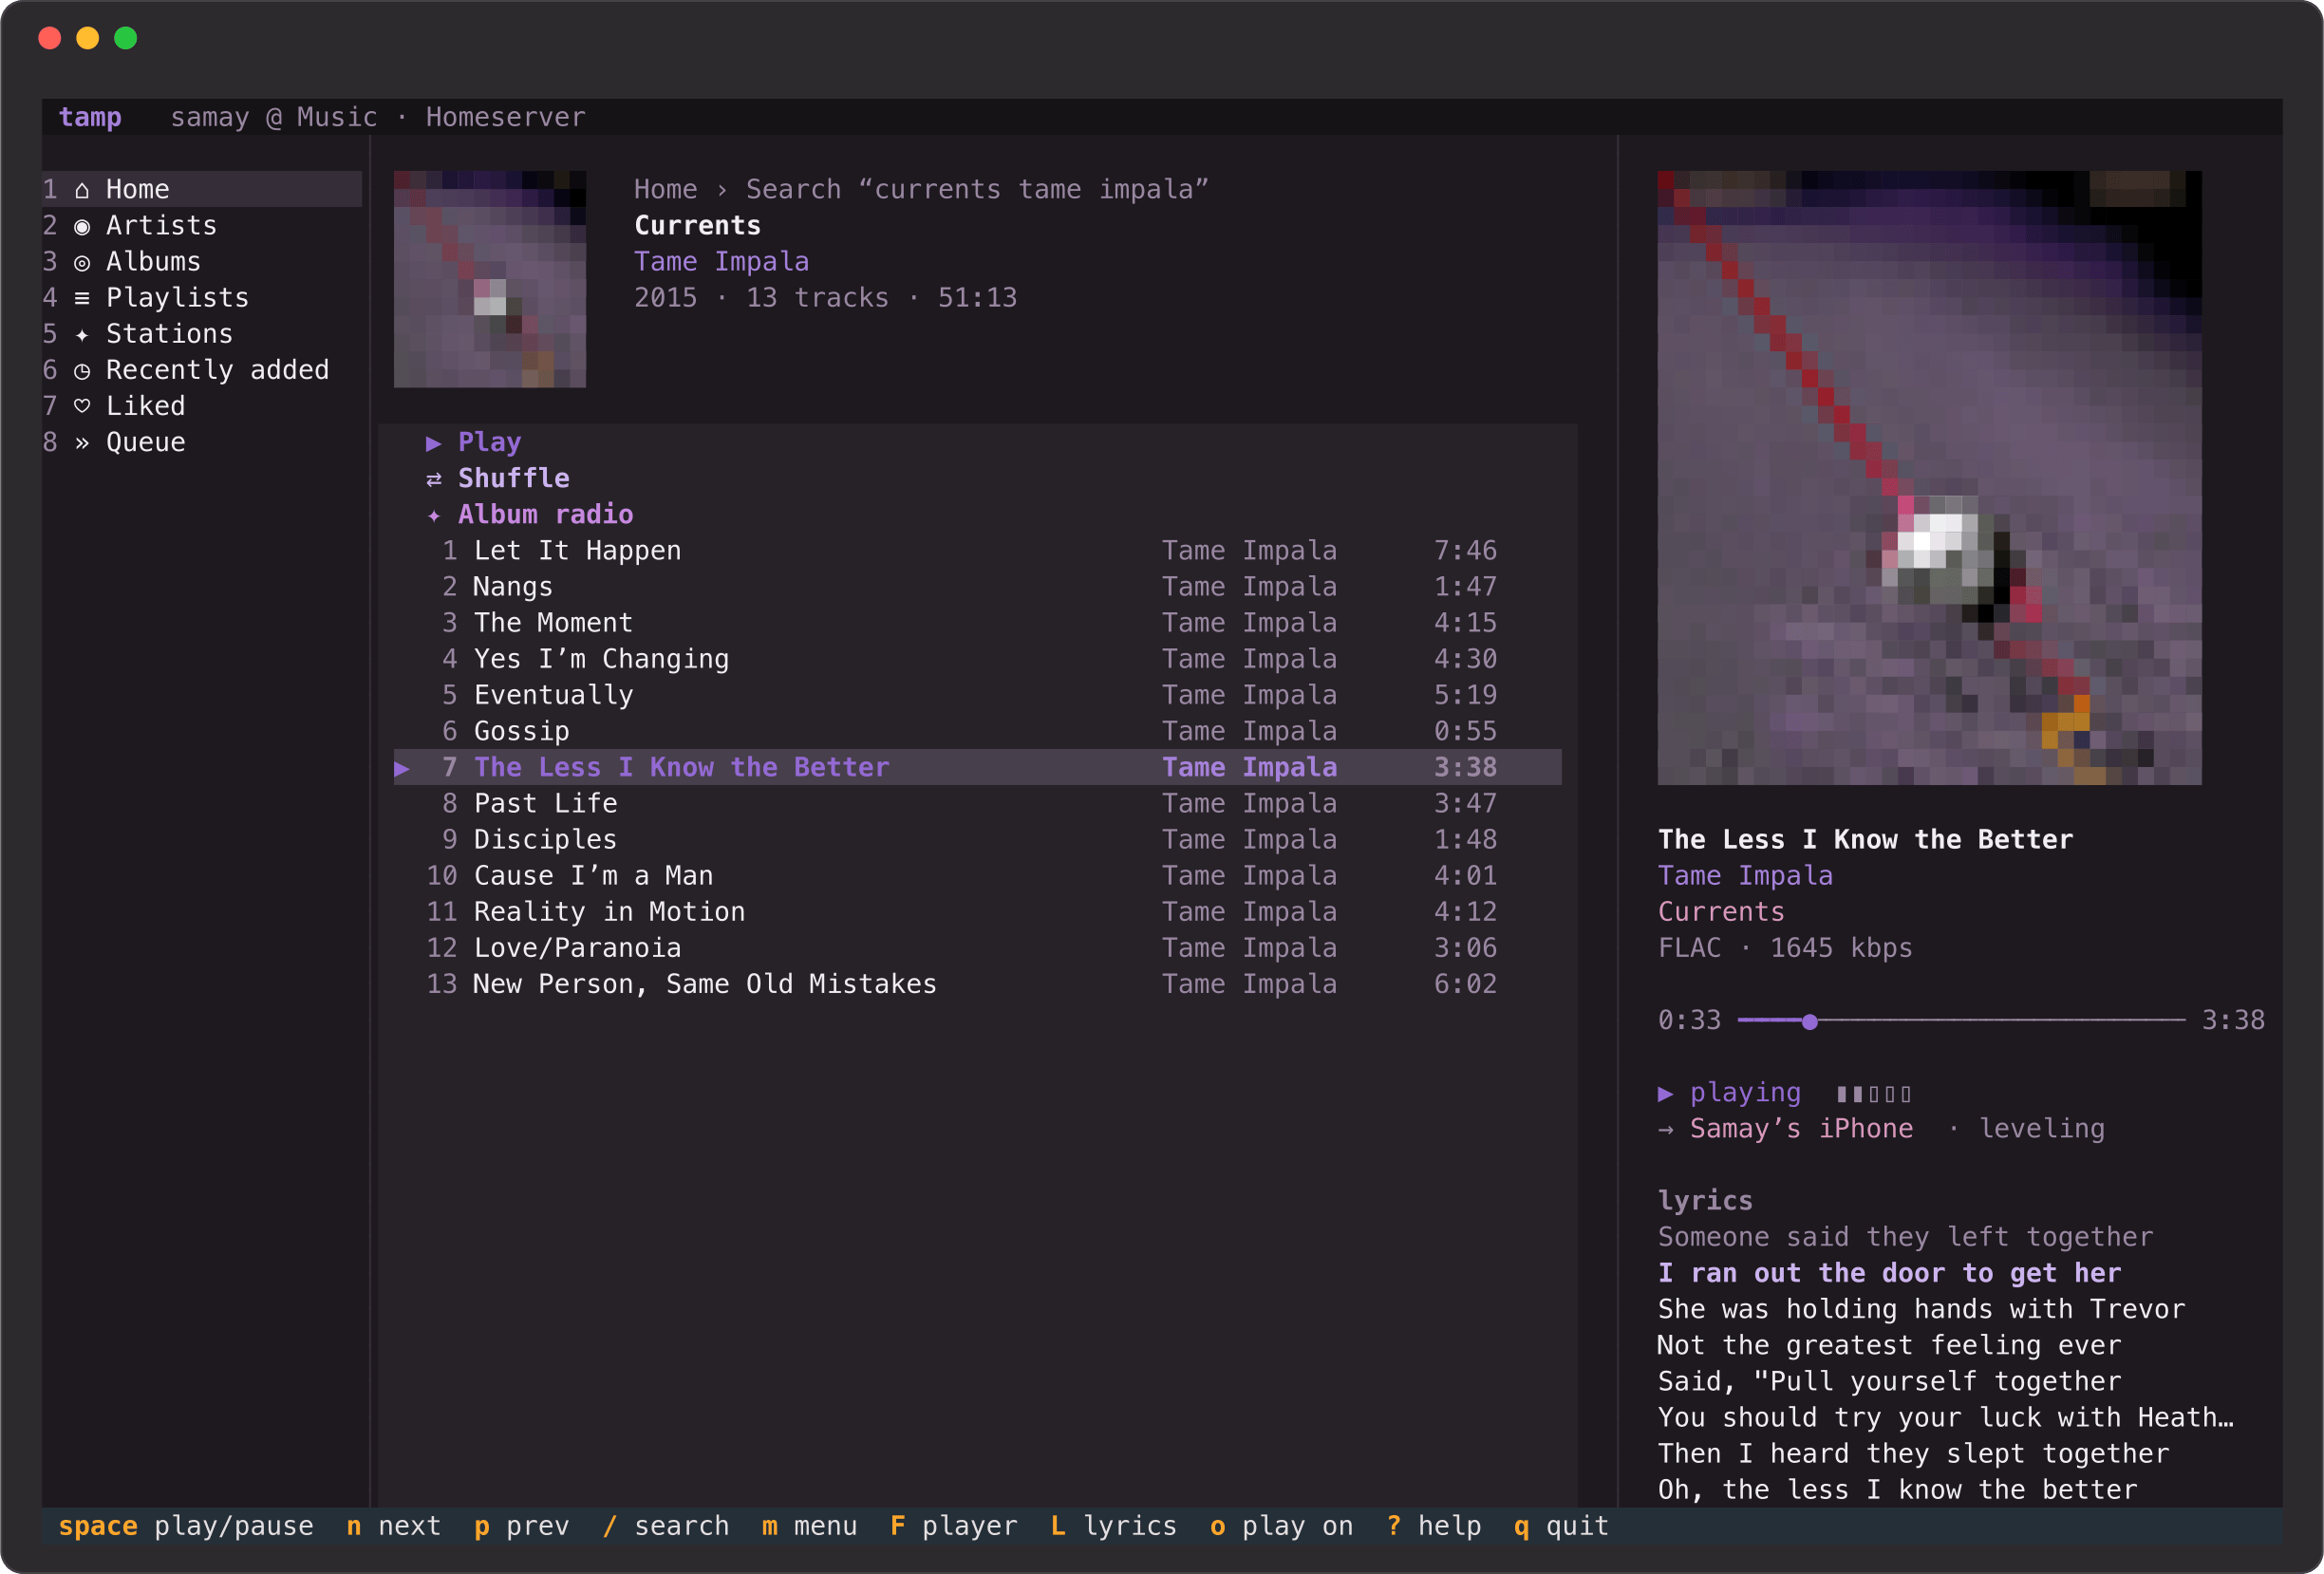 tamp samay @ Music · Homeserver
1 ⌂ Home
2 ◉ Artists
3 ◎ Albums
4 ≡ Playlists
5 ✦ Stations
6 ◷ Recently added
7 ♡ Liked
8 » Queue
Home › Search “currents tame impala”
Currents
Tame Impala
2015 · 13 tracks · 51:13
▶ Play
⇄ Shuffle
✦ Album radio
1 Let It Happen Tame Impala 7:46
2 Nangs Tame Impala 1:47
3 The Moment Tame Impala 4:15
4 Yes I’m Changing Tame Impala 4:30
5 Eventually Tame Impala 5:19
6 Gossip Tame Impala 0:55
▶ 7 The Less I Know the Better Tame Impala 3:38
8 Past Life Tame Impala 3:47
9 Disciples Tame Impala 1:48
10 Cause I’m a Man Tame Impala 4:01
11 Reality in Motion Tame Impala 4:12
12 Love/Paranoia Tame Impala 3:06
13 New Person, Same Old Mistakes Tame Impala 6:02
The Less I Know the Better
Tame Impala
Currents
FLAC · 1645 kbps
0:33 3:38
▶ playing ▮▮▯▯▯
→ Samay’s iPhone · leveling
lyrics
Someone said they left together
I ran out the door to get her
She was holding hands with Trevor
Not the greatest feeling ever
Said, "Pull yourself together
You should try your luck with Heath…
Then I heard they slept together
Oh, the less I know the better
space play/pause n next p prev / search m menu F player L lyrics o play on ? help q quit